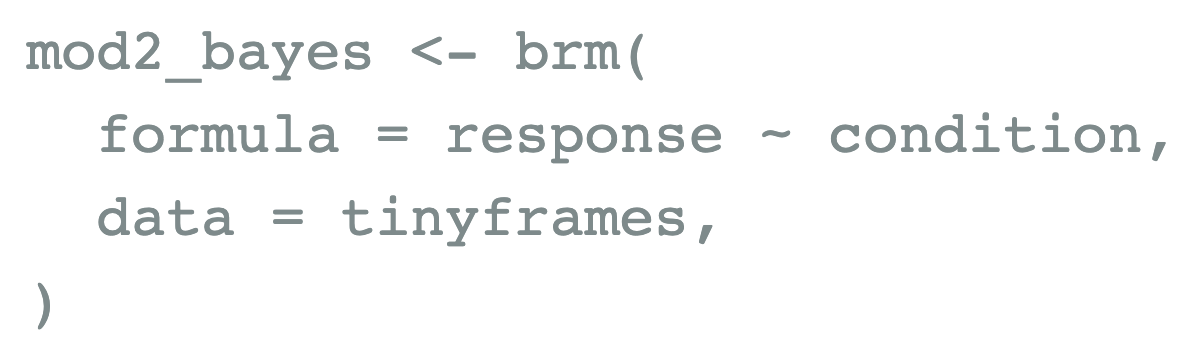 mod2_bayes <- brm(
  formula = response ~ condition,
  data = tinyframes,
)